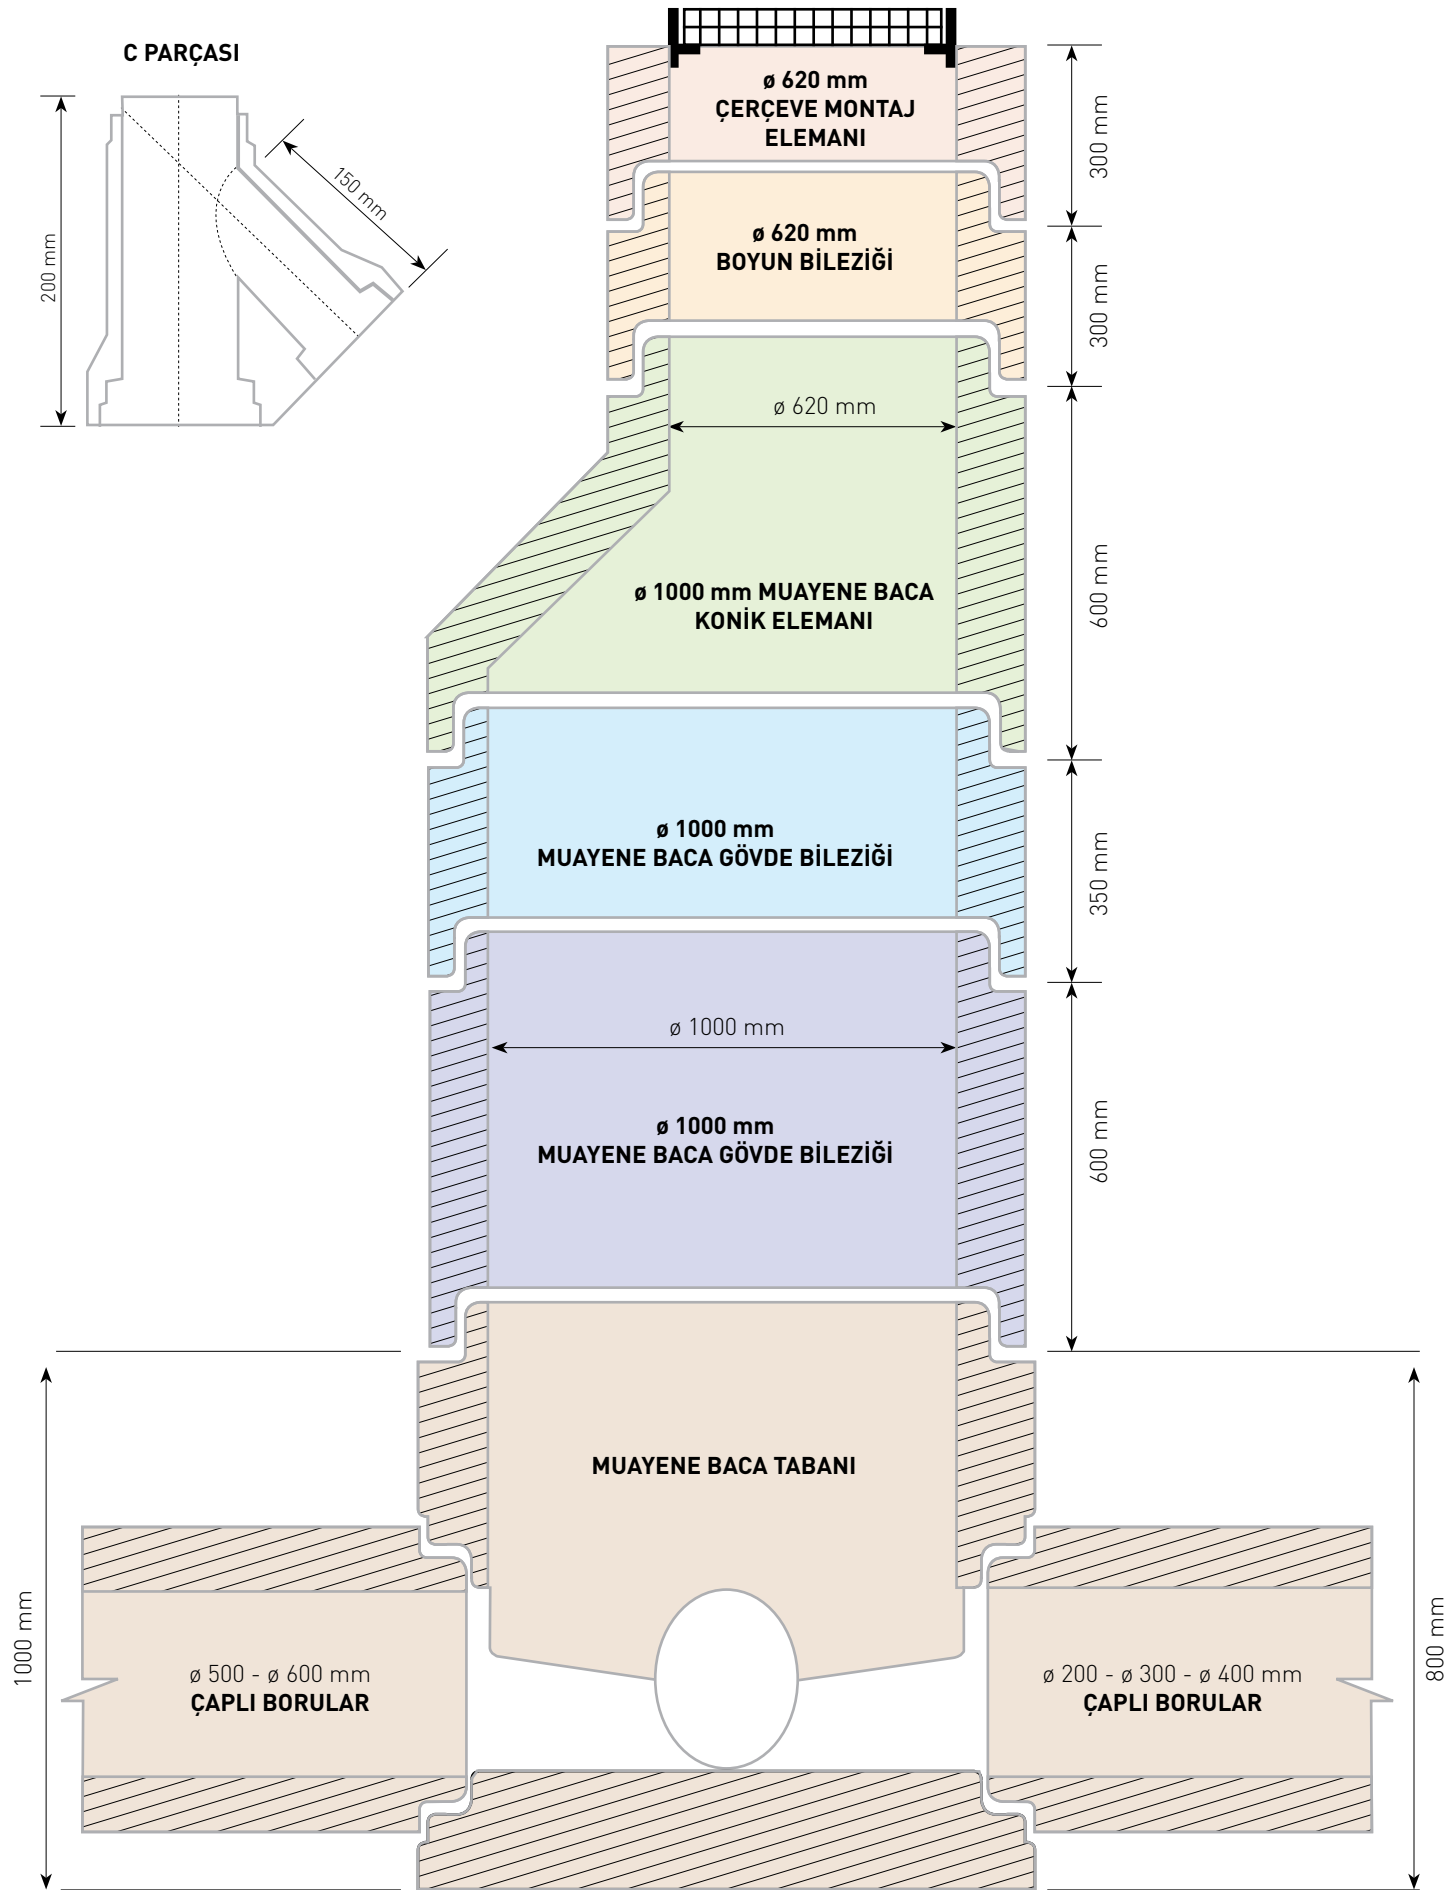 C PARÇASI
200 mm
150 mm
ø 620 mm
ÇERÇEVE MONTAJ
ELEMANI
300 mm
ø 620 mm
BOYUN BİLEZİĞİ
300 mm
ø 620 mm
ø 1000 mm MUAYENE BACA
KONİK ELEMANI
600 mm
ø 1000 mm
MUAYENE BACA GÖVDE BİLEZİĞİ
350 mm
ø 1000 mm
ø 1000 mm
MUAYENE BACA GÖVDE BİLEZİĞİ
600 mm
MUAYENE BACA TABANI
1000 mm
ø 500 - ø 600 mm
ÇAPLI BORULAR
ø 200 - ø 300 - ø 400 mm
ÇAPLI BORULAR
800 mm